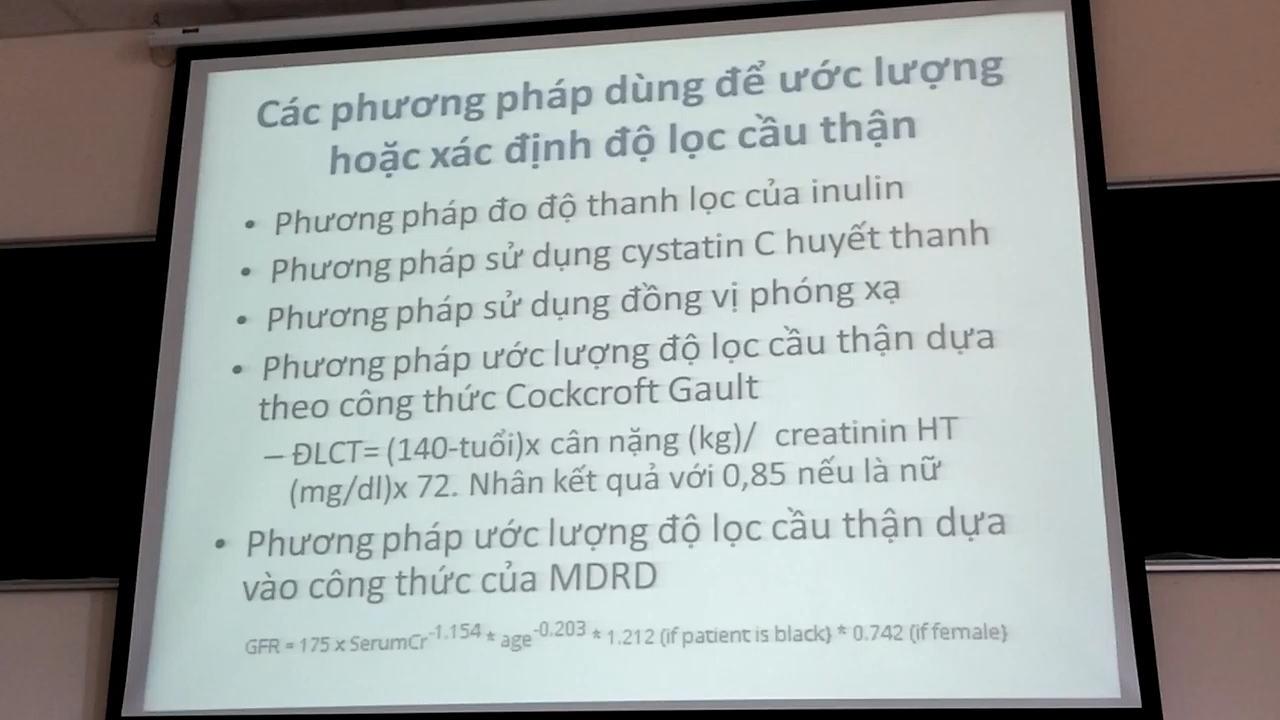 Các phương pháp dùng để ước lượng
hoặc xác định độ lọc cầu thận
• Phương pháp đo độ thanh lọc của inulin
• Phương pháp sử dụng cystatin C huyết thanh
• Phương pháp sử dụng đồng vị phóng xạ
• Phương pháp ước lượng độ lọc cầu thận dựa
theo công thức Cockcroft Gault
– ĐLCT= (140-tuổi)x cân nặng (kg)/ creatinin HT
(mg/dl)x 72. Nhân kết quả với 0,85 nếu là nữ
• Phương pháp ước lượng độ lọc cầu thận dựa
vào công thức của MDRD
GFR = 175 x SerumCr^-1.154 * age^-0.203 * 1.212 (if patient is black) * 0.742 (if female)